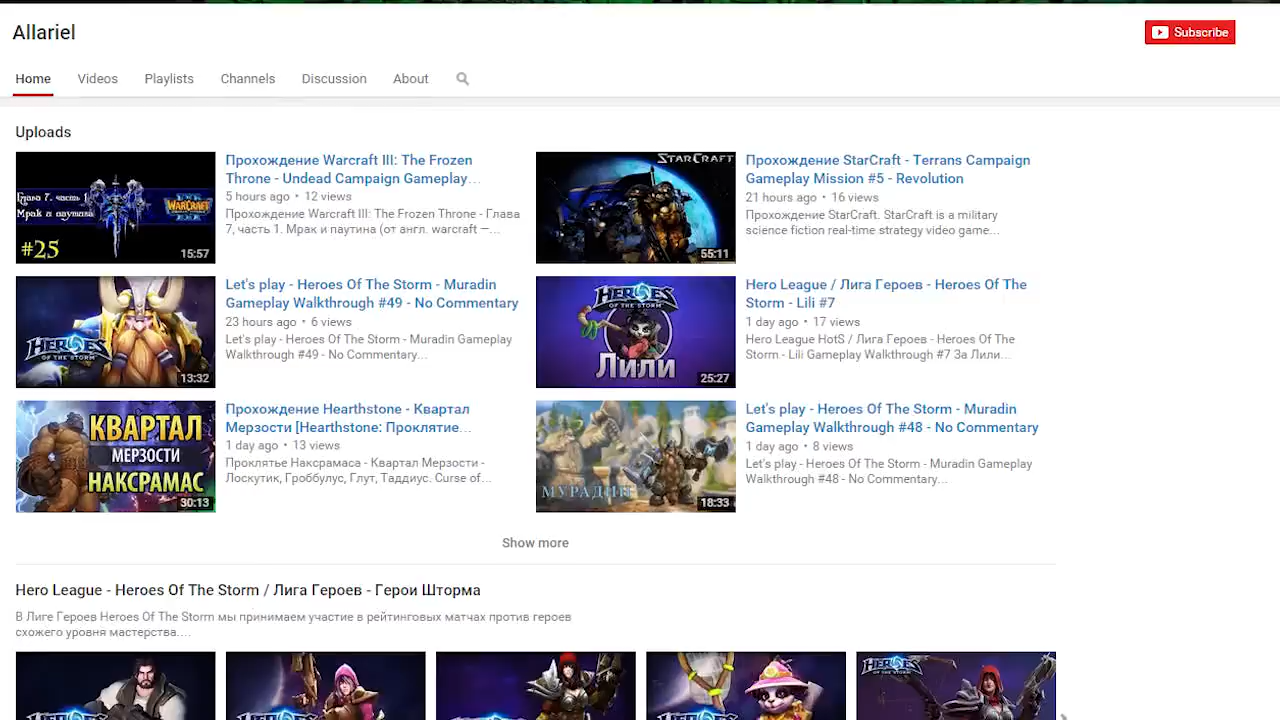 Allariel
Subscribe
Home
Videos
Playlists
Channels
Discussion
About
Uploads
Глава 7. часть 1
Мрак и паутина
WARCRAFT
#25
15:57
Прохождение Warcraft III: The Frozen
Throne - Undead Campaign Gameplay...
5 hours ago • 12 views
Прохождение Warcraft III: The Frozen Throne - Глава
7, часть 1. Мрак и паутина (от англ. warcraft —...
STARCRAFT
55:11
Прохождение StarCraft - Terrans Campaign
Gameplay Mission #5 - Revolution
21 hours ago • 16 views
Прохождение StarCraft. StarCraft is a military
science fiction real-time strategy video game...
HEROES
OF THE STORM
13:32
Let's play - Heroes Of The Storm - Muradin
Gameplay Walkthrough #49 - No Commentary
23 hours ago • 6 views
Let's play - Heroes Of The Storm - Muradin Gameplay
Walkthrough #49 - No Commentary...
HEROES
OF THE STORM
Лили
25:27
Hero League / Лига Героев - Heroes Of The
Storm - Lili #7
1 day ago • 17 views
Hero League HotS / Лига Героев - Heroes Of The
Storm - Lili Gameplay Walkthrough #7 За Лили...
КВАРТАЛ
МЕРЗОСТИ
НАКСРАМАС
30:13
Прохождение Hearthstone - Квартал
Мерзости [Hearthstone: Проклятие...
1 day ago • 13 views
Проклятье Наксрамаса - Квартал Мерзости -
Лоскутик, Гроббулус, Глут, Таддиус. Curse of...
МУРАДИН
18:33
Let's play - Heroes Of The Storm - Muradin
Gameplay Walkthrough #48 - No Commentary
1 day ago • 8 views
Let's play - Heroes Of The Storm - Muradin Gameplay
Walkthrough #48 - No Commentary...
Show more
Hero League - Heroes Of The Storm / Лига Героев - Герои Шторма
В Лиге Героев Heroes Of The Storm мы принимаем участие в рейтинговых матчах против героев
схожего уровня мастерства....
HEROES